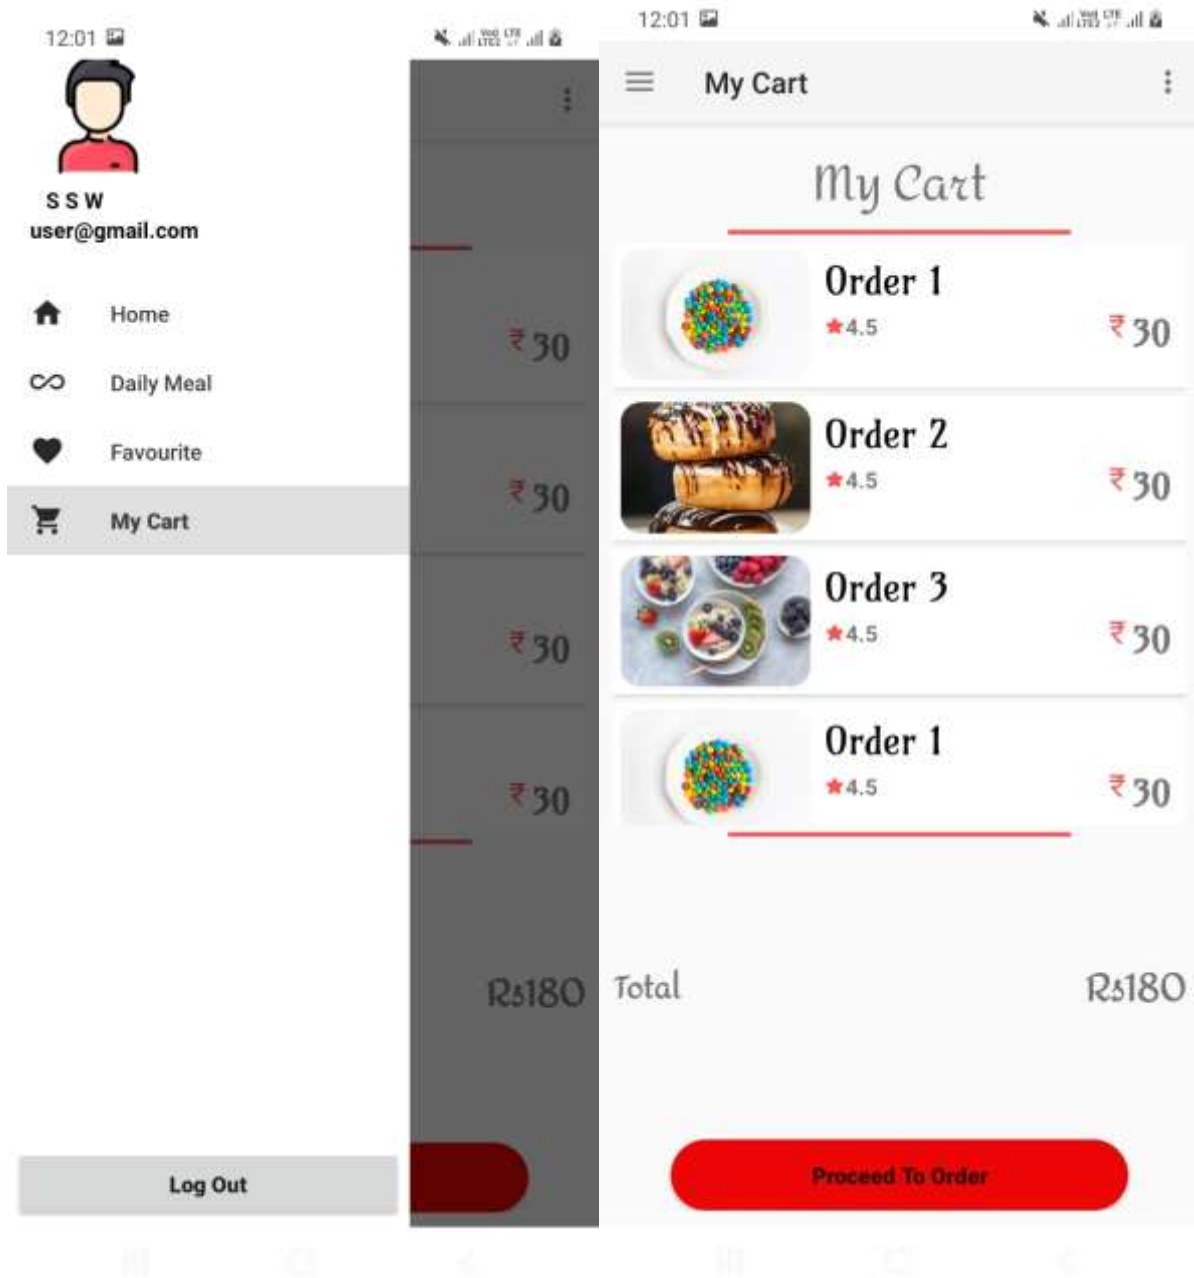 12:01
S S W
user@gmail.com
Home
Daily Meal
Favourite
My Cart
Log Out
₹ 30
₹ 30
₹ 30
₹ 30
Rs180
12:01
My Cart
My Cart
Order 1
4.5
₹ 30
Order 2
4.5
₹ 30
Order 3
4.5
₹ 30
Order 1
4.5
₹ 30
Total Rs180
Proceed To Order